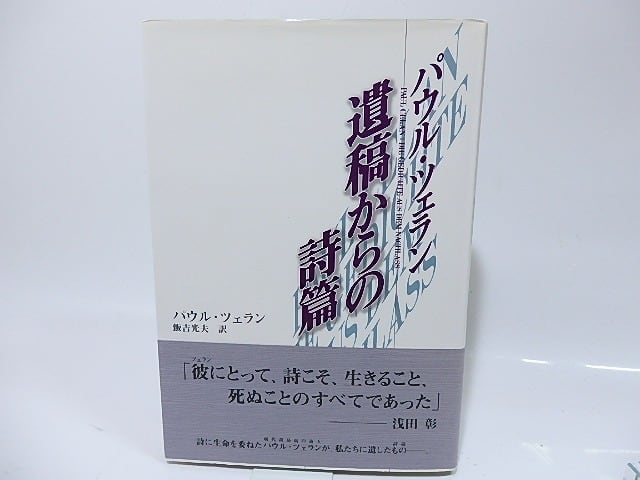 パウル・ツェラン
遺稿からの
詩篇
パウル・ツェラン
飯吉光夫 訳
ツェラン
「彼にとって、詩こそ、生きること、
死ぬことのすべてであった」
――― 浅田 彰
詩に生命を委ねたパウル・ツェランが、私たちに遺したもの――。